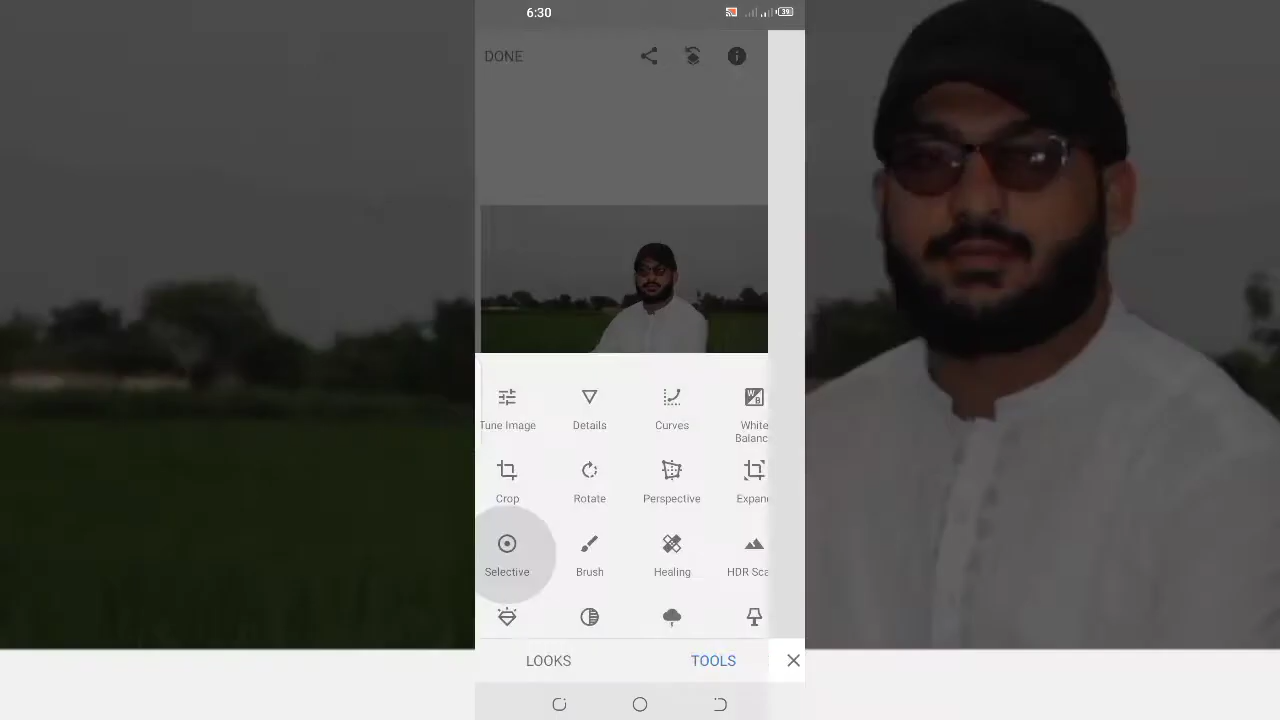 6:30
39
DONE
Tune Image
Details
Curves
W
B
White
Balanc
Crop
Rotate
Perspective
Expan
Selective
Brush
Healing
HDR Sca
LOOKS
TOOLS